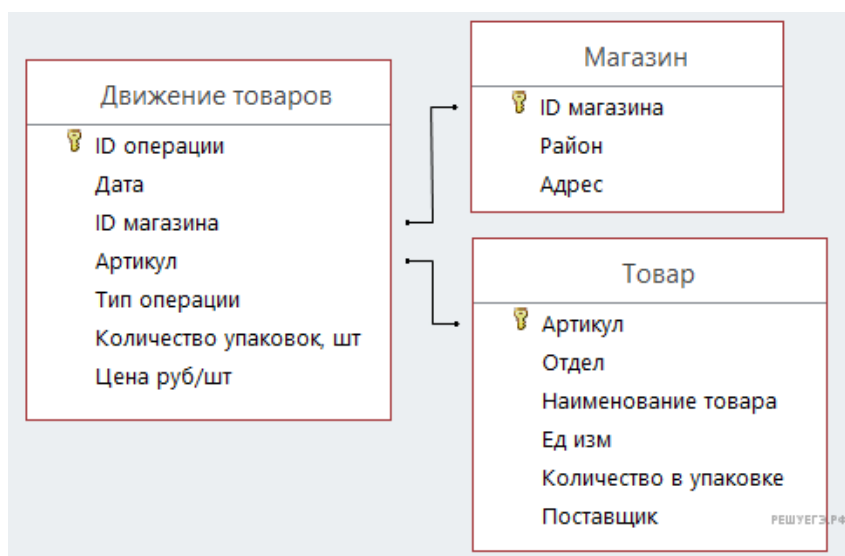 Движение товаров
ID операции
Дата
ID магазина
Артикул
Тип операции
Количество упаковок, шт
Цена руб/шт
Магазин
ID магазина
Район
Адрес
Товар
Артикул
Отдел
Наименование товара
Ед изм
Количество в упаковке
Поставщик
РЕШУЕГЭ.РФ